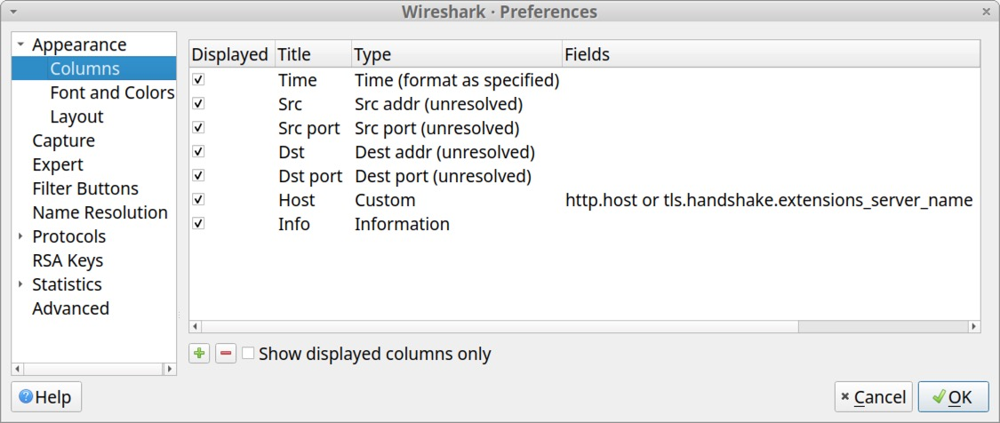 Wireshark · Preferences
Appearance
Columns
Font and Colors
Layout
Capture
Expert
Filter Buttons
Name Resolution
Protocols
RSA Keys
Statistics
Advanced
Displayed Title Type Fields
Time Time (format as specified)
Src Src addr (unresolved)
Src port Src port (unresolved)
Dst Dest addr (unresolved)
Dst port Dest port (unresolved)
Host Custom http.host or tls.handshake.extensions_server_name
Info Information
Show displayed columns only
Help
Cancel
OK